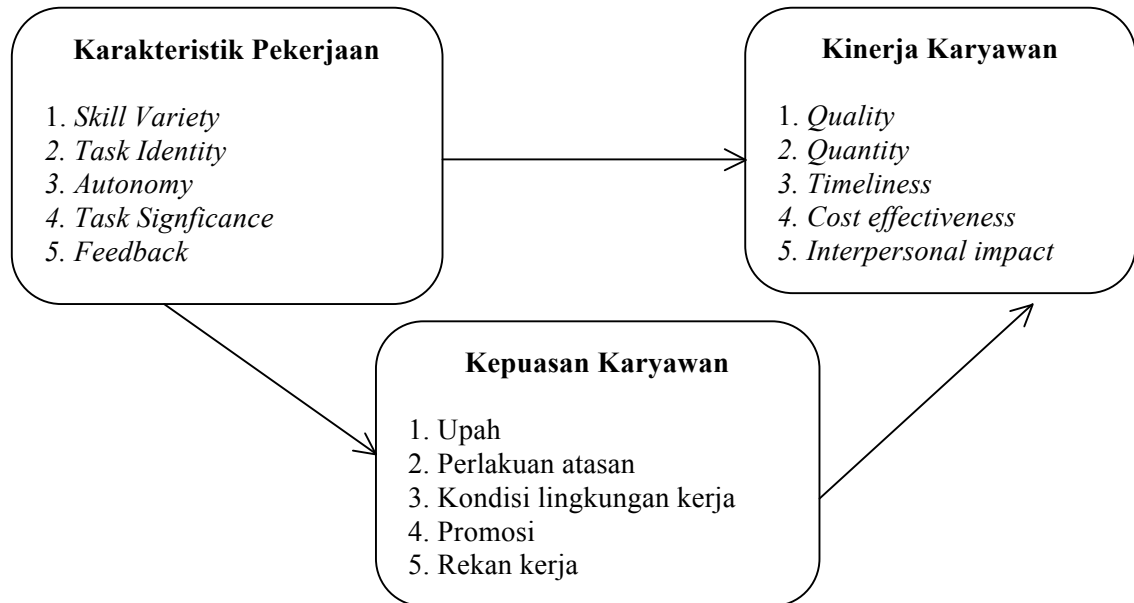 Karakteristik Pekerjaan
1. Skill Variety
2. Task Identity
3. Autonomy
4. Task Signficance
5. Feedback
Kinerja Karyawan
1. Quality
2. Quantity
3. Timeliness
4. Cost effectiveness
5. Interpersonal impact
Kepuasan Karyawan
1. Upah
2. Perlakuan atasan
3. Kondisi lingkungan kerja
4. Promosi
5. Rekan kerja